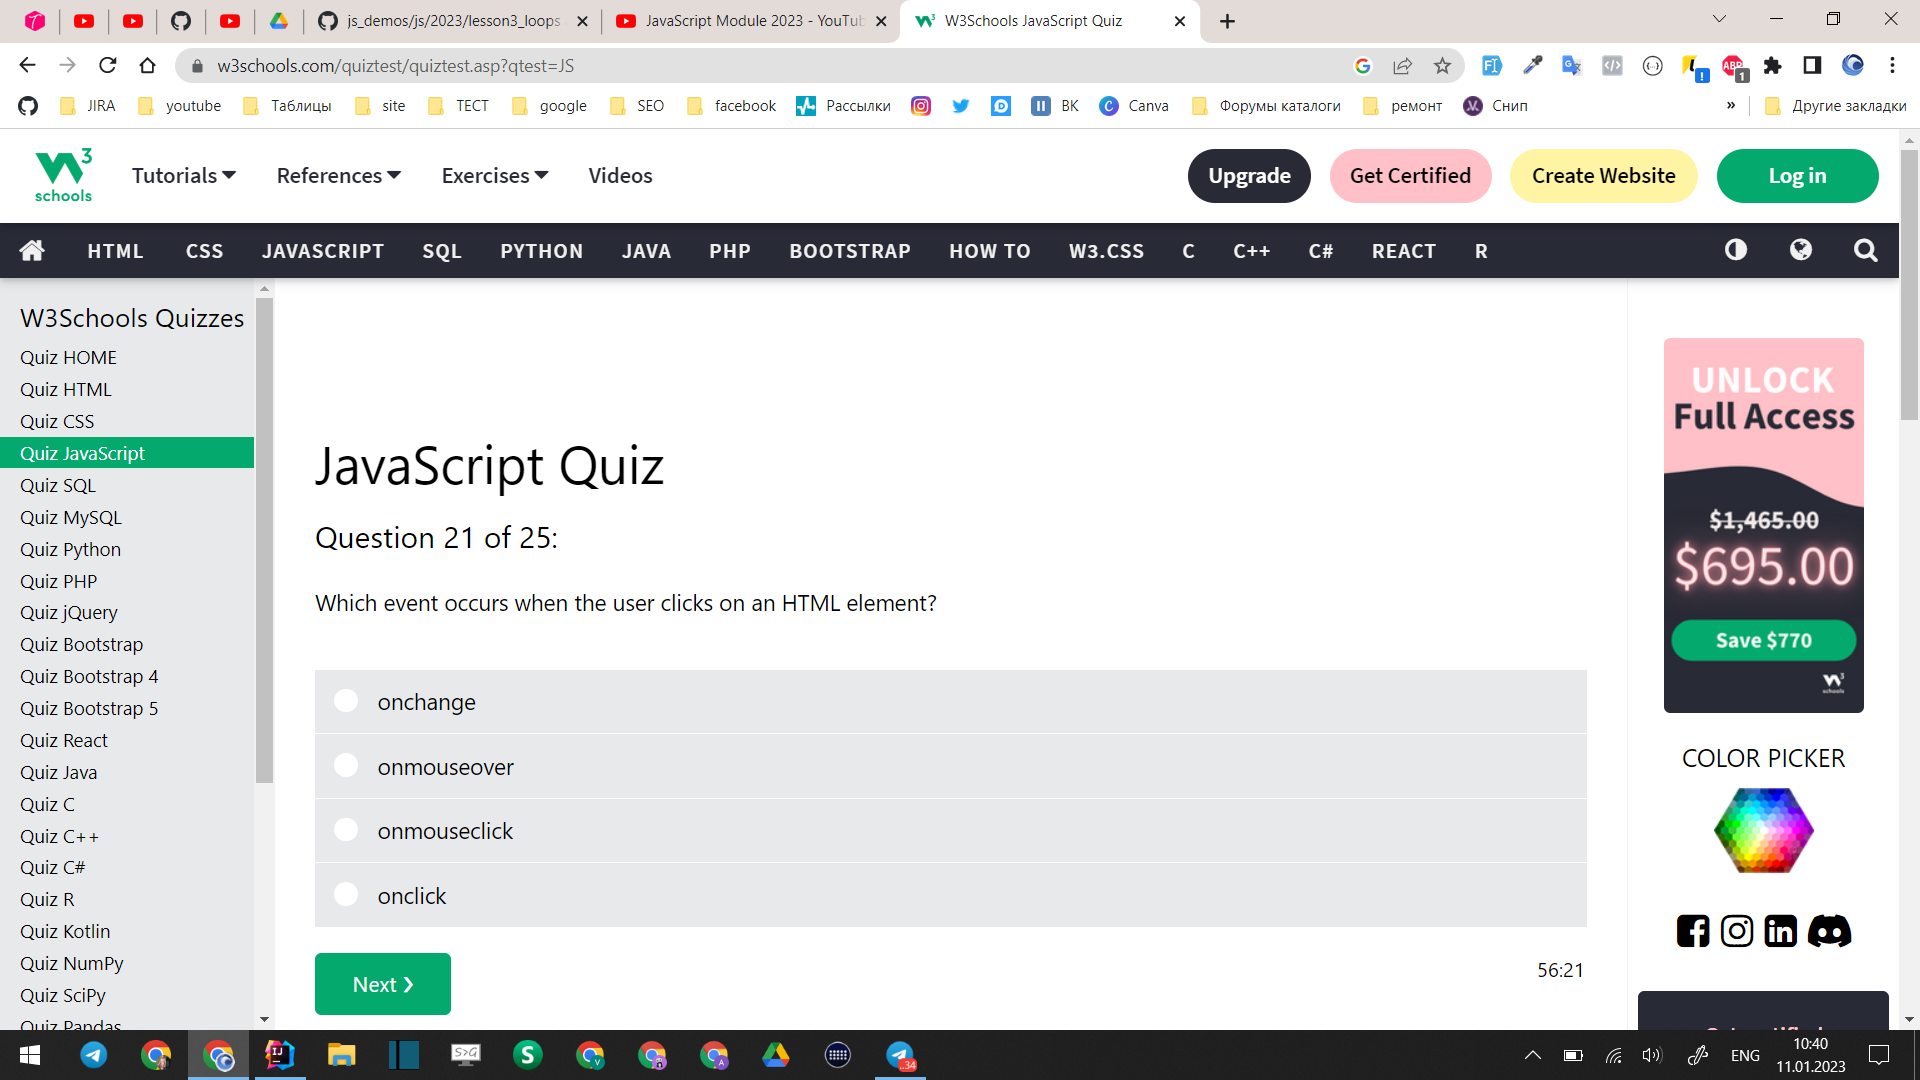 js_demos/js/2023/lesson3_loops
JavaScript Module 2023 - YouTu
W3Schools JavaScript Quiz
w3schools.com/quiztest/quiztest.asp?qtest=JS
JIRA
youtube
Таблицы
site
ТЕСТ
google
SEO
facebook
Рассылки
ВК
Canva
Форумы каталоги
ремонт
Снип
»
Другие закладки
W3 schools
Tutorials
References
Exercises
Videos
Upgrade
Get Certified
Create Website
Log in
HTML
CSS
JAVASCRIPT
SQL
PYTHON
JAVA
PHP
BOOTSTRAP
HOW TO
W3.CSS
C
C++
C#
REACT
R
W3Schools Quizzes
Quiz HOME
Quiz HTML
Quiz CSS
Quiz JavaScript
Quiz SQL
Quiz MySQL
Quiz Python
Quiz PHP
Quiz jQuery
Quiz Bootstrap
Quiz Bootstrap 4
Quiz Bootstrap 5
Quiz React
Quiz Java
Quiz C
Quiz C++
Quiz C#
Quiz R
Quiz Kotlin
Quiz NumPy
Quiz SciPy
Quiz Pandas
JavaScript Quiz
Question 21 of 25:
Which event occurs when the user clicks on an HTML element?
onchange
onmouseover
onmouseclick
onclick
Next ❯
56:21
UNLOCK
Full Access
$1,465.00
$695.00
Save $770
COLOR PICKER
ENG
10:40
11.01.2023